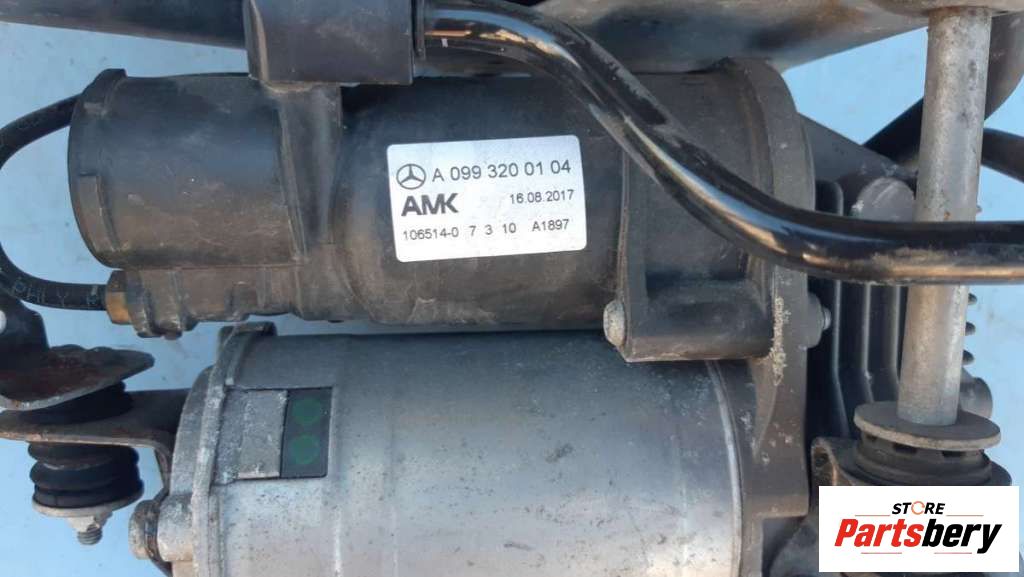 A 099 320 01 04
AMK 16.08.2017
106514-0 7 3 10 A1897
STORE
Partsbery